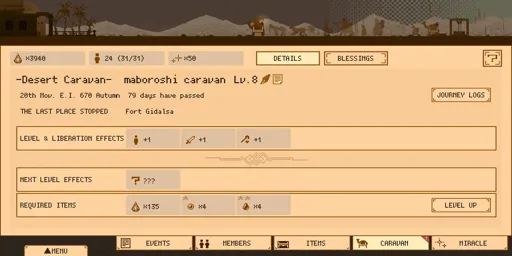 ×3940
24 (31/31)
×50
DETAILS
BLESSINGS
?
~Desert Caravan~ maboroshi caravan Lv.8
20th Nov. E.I. 670 Autumn 79 days have passed
JOURNEY LOGS
THE LAST PLACE STOPPED Fort Gidalsa
LEVEL & LIBERATION EFFECTS +1 +1 +1
NEXT LEVEL EFFECTS ? ???
REQUIRED ITEMS ×135 ×4 ×4
LEVEL UP
▲MENU
EVENTS
MEMBERS
ITEMS
CARAVAN
MIRACLE